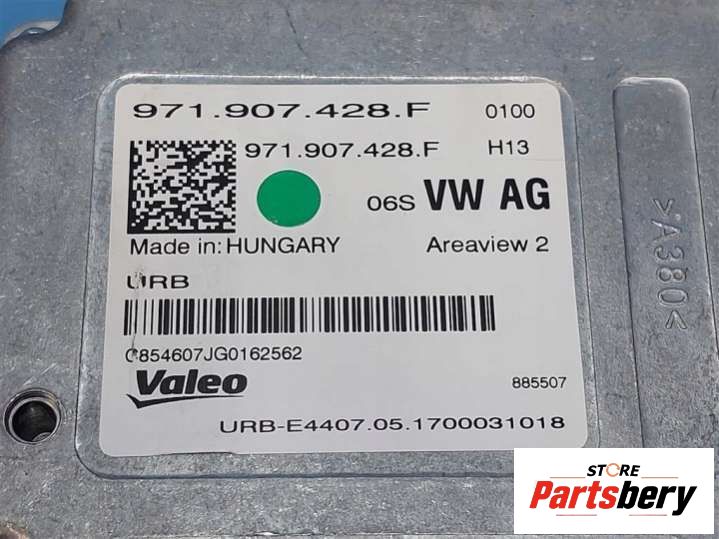 971.907.428.F 0100
971.907.428.F H13
06S VW AG
Made in: HUNGARY Areaview 2
URB
C854607JG0162562
Valeo 885507
URB-E4407.05.1700031018
>A380<
STORE
Partsbery